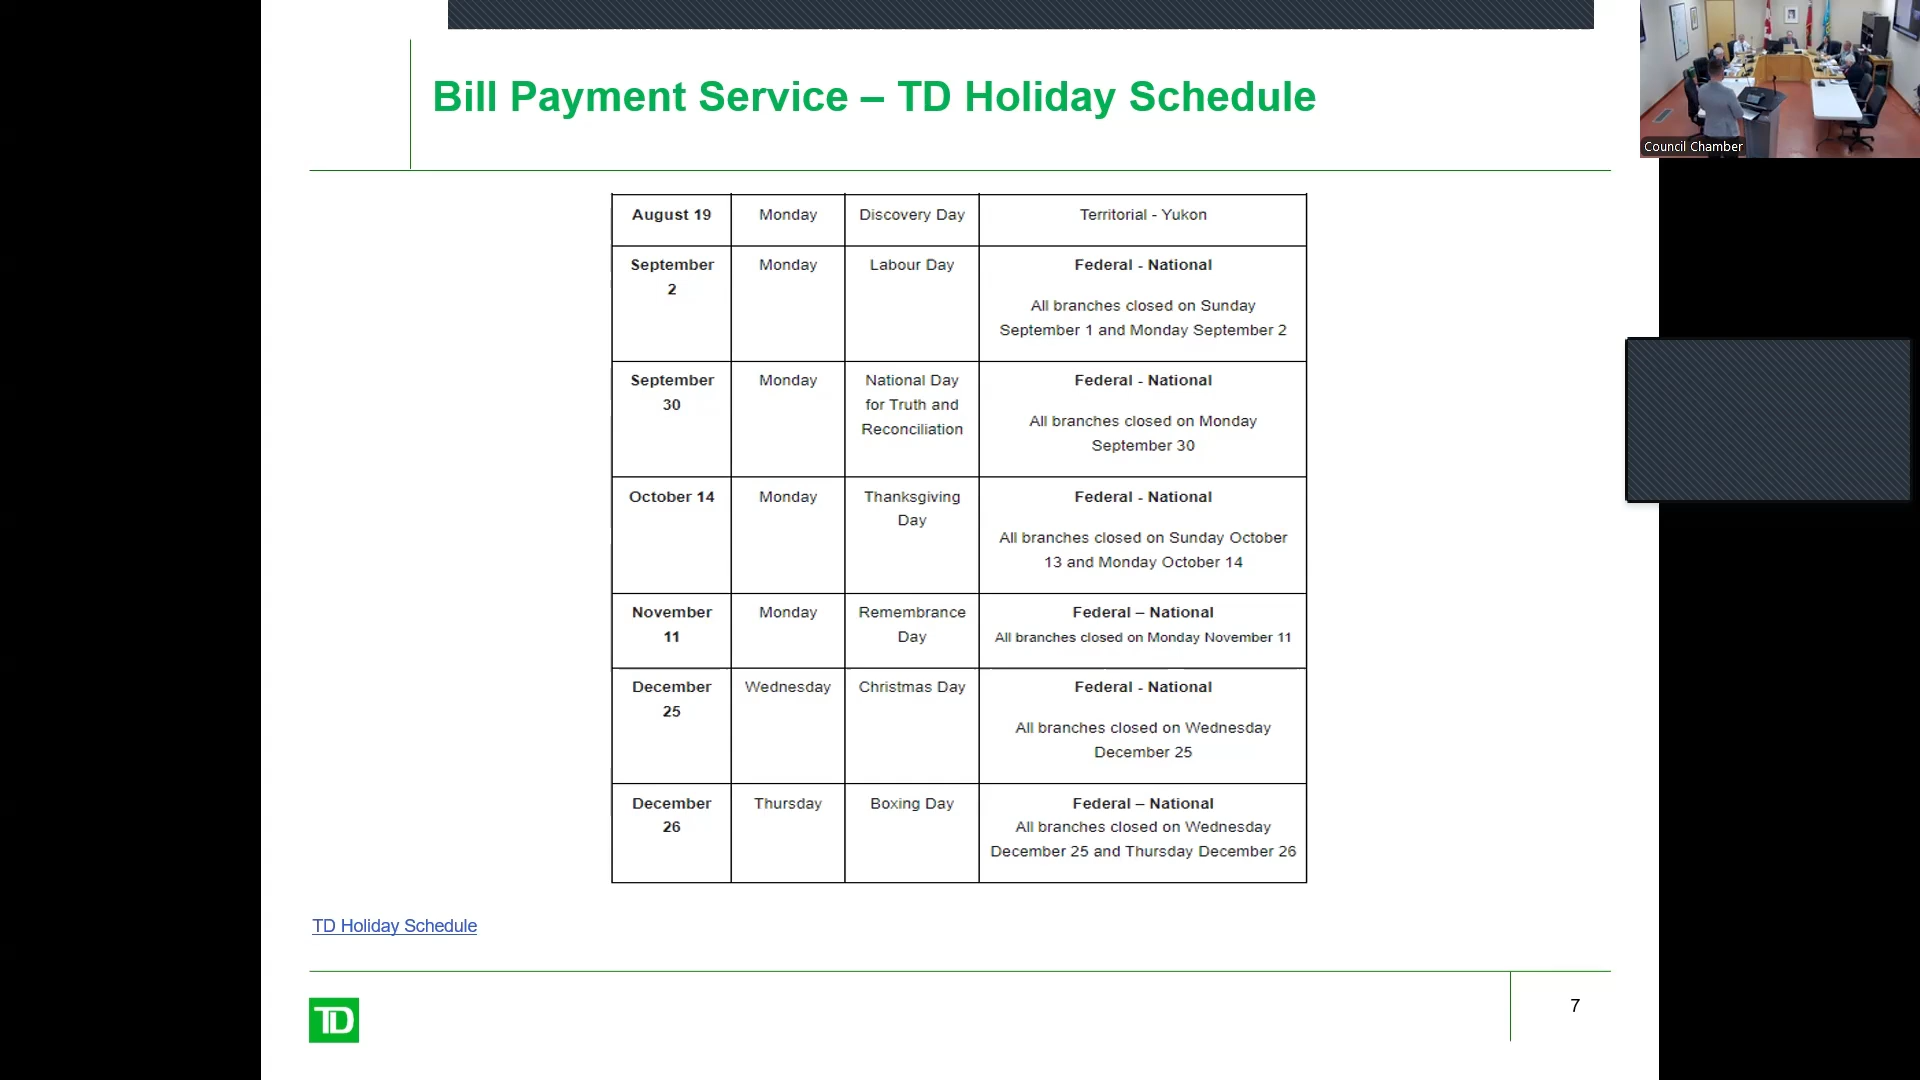 Bill Payment Service – TD Holiday Schedule
Council Chamber
August 19 Monday Discovery Day Territorial - Yukon
September 2 Monday Labour Day Federal - National
All branches closed on Sunday
September 1 and Monday September 2
September 30 Monday National Day for Truth and Reconciliation Federal - National
All branches closed on Monday
September 30
October 14 Monday Thanksgiving Day Federal - National
All branches closed on Sunday October
13 and Monday October 14
November 11 Monday Remembrance Day Federal – National
All branches closed on Monday November 11
December 25 Wednesday Christmas Day Federal - National
All branches closed on Wednesday
December 25
December 26 Thursday Boxing Day Federal – National
All branches closed on Wednesday
December 25 and Thursday December 26
TD Holiday Schedule
TD
7